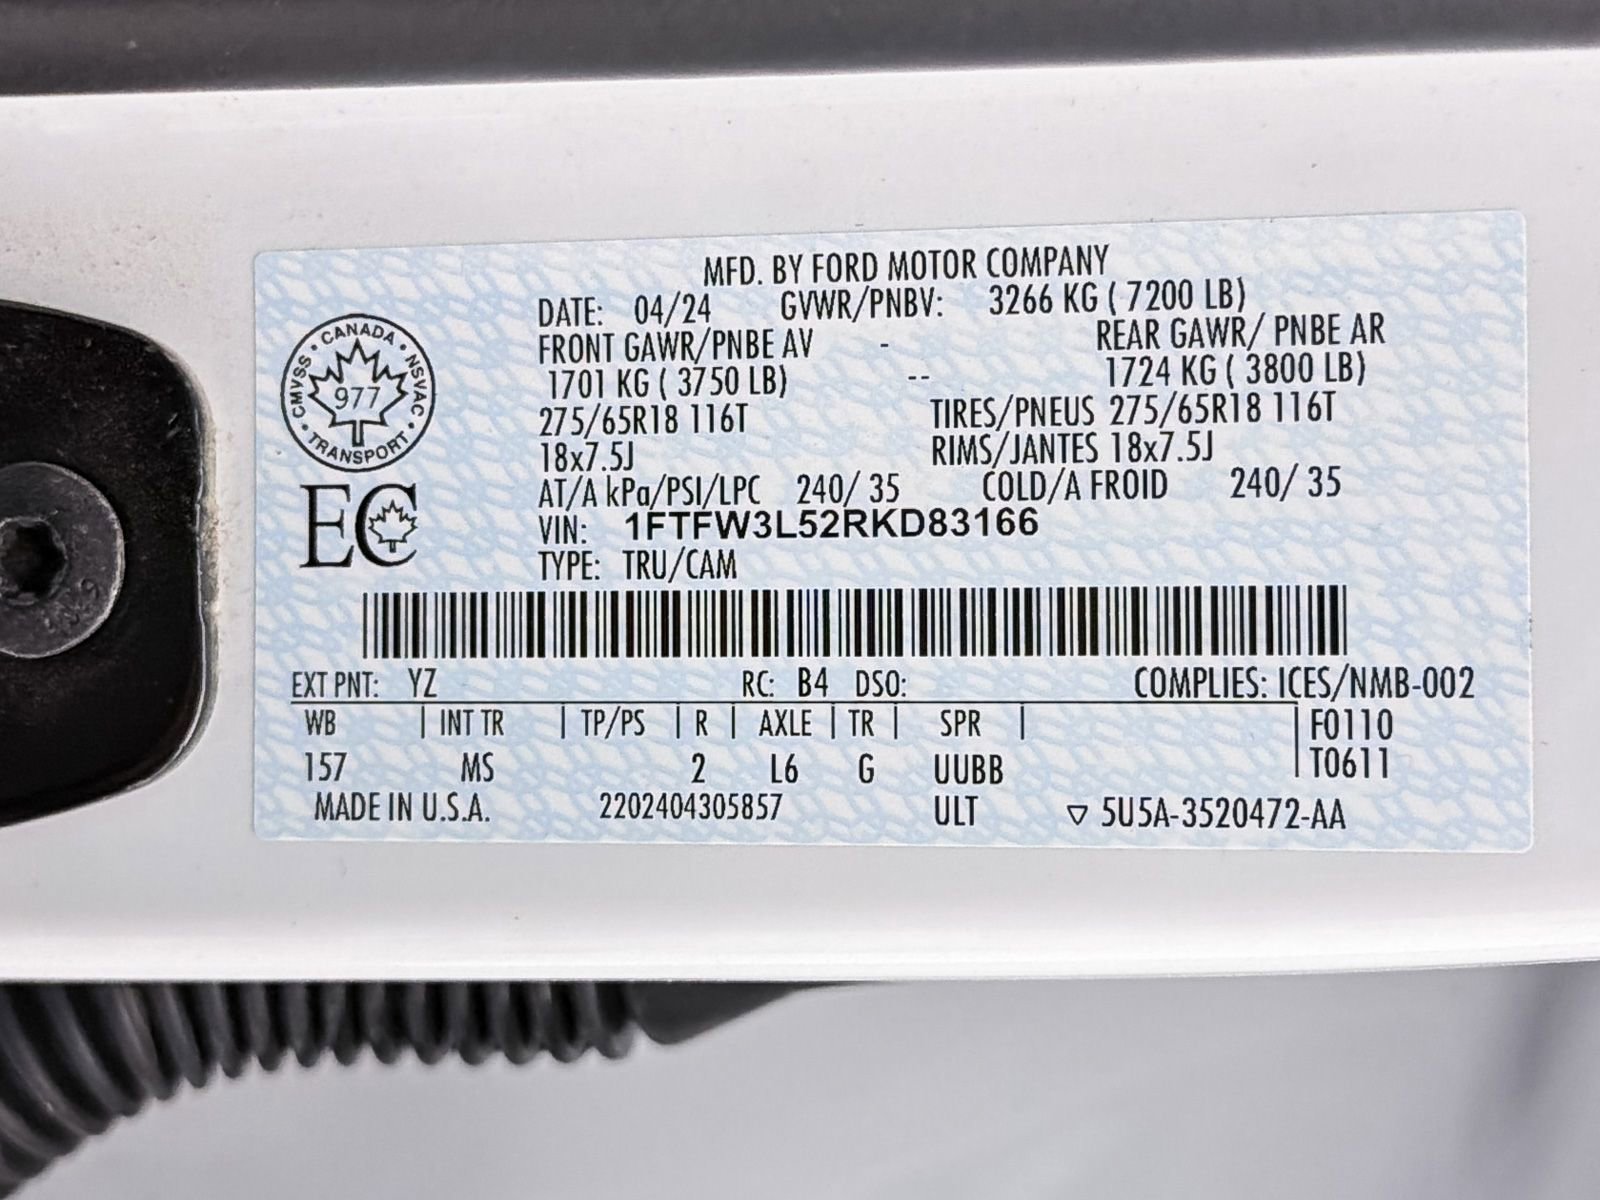 MFD. BY FORD MOTOR COMPANY
DATE: 04/24 GVWR/PNBV: 3266 KG ( 7200 LB)
FRONT GAWR/PNBE AV - REAR GAWR/ PNBE AR
1701 KG ( 3750 LB) -- 1724 KG ( 3800 LB)
275/65R18 116T TIRES/PNEUS 275/65R18 116T
18x7.5J RIMS/JANTES 18x7.5J
AT/A kPa/PSI/LPC 240/ 35 COLD/A FROID 240/ 35
VIN: 1FTFW3L52RKD83166
TYPE: TRU/CAM
CANADA
CMVSS • NSVAC
977
TRANSPORT
EC
EXT PNT: YZ RC: B4 DSO: COMPLIES: ICES/NMB-002
WB | INT TR | TP/PS | R | AXLE | TR | SPR | F0110
157 MS 2 L6 G UUBB T0611
MADE IN U.S.A. 2202404305857 ULT ▽ 5U5A-3520472-AA